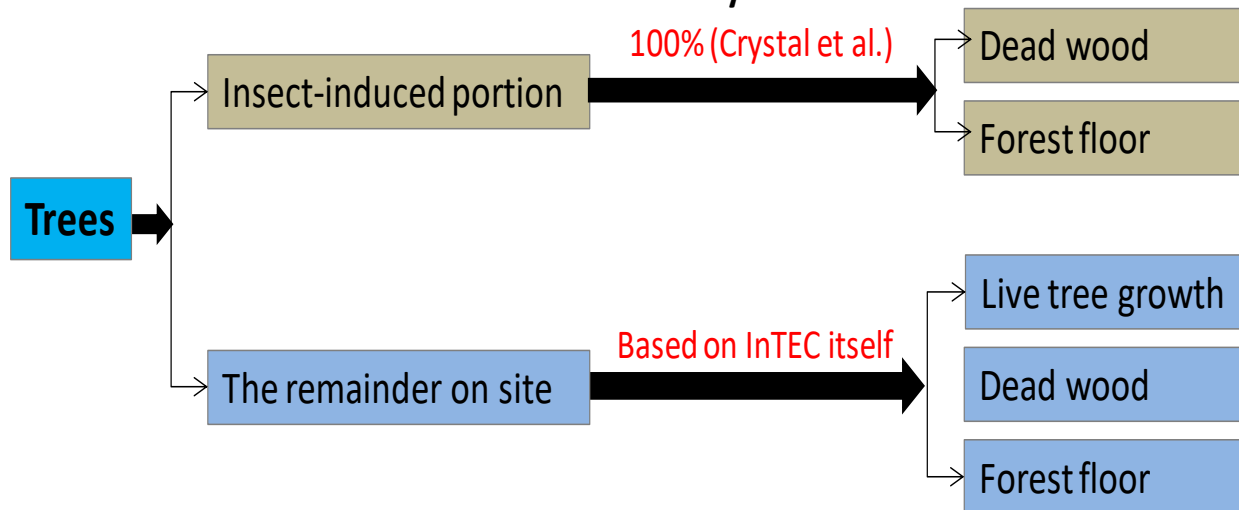 100% (Crystal et al.)
Dead wood
Insect-induced portion
Forest floor
Trees
Live tree growth
Based on InTEC itself
The remainder on site
Dead wood
Forest floor